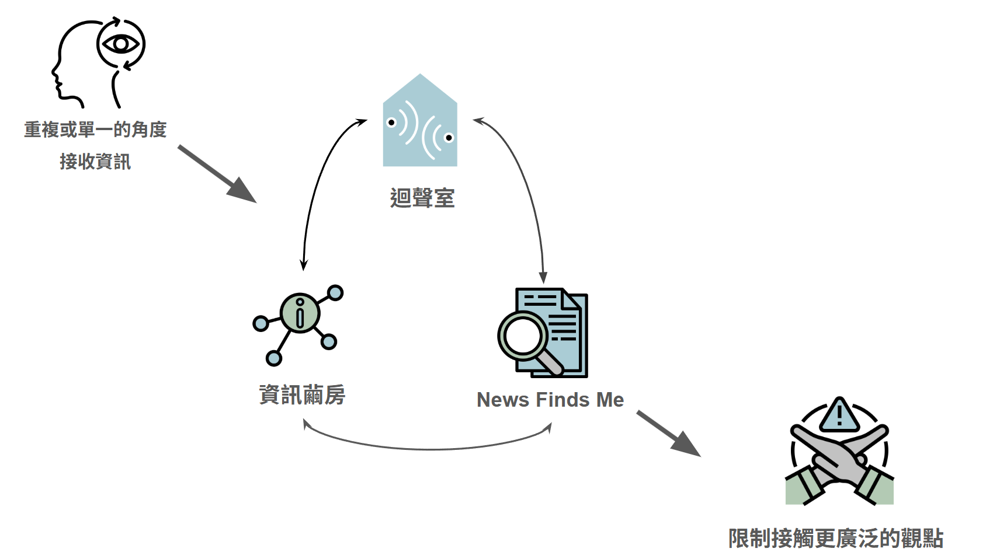 重複或單一的角度
接收資訊
迴聲室
資訊繭房
News Finds Me
限制接觸更廣泛的觀點